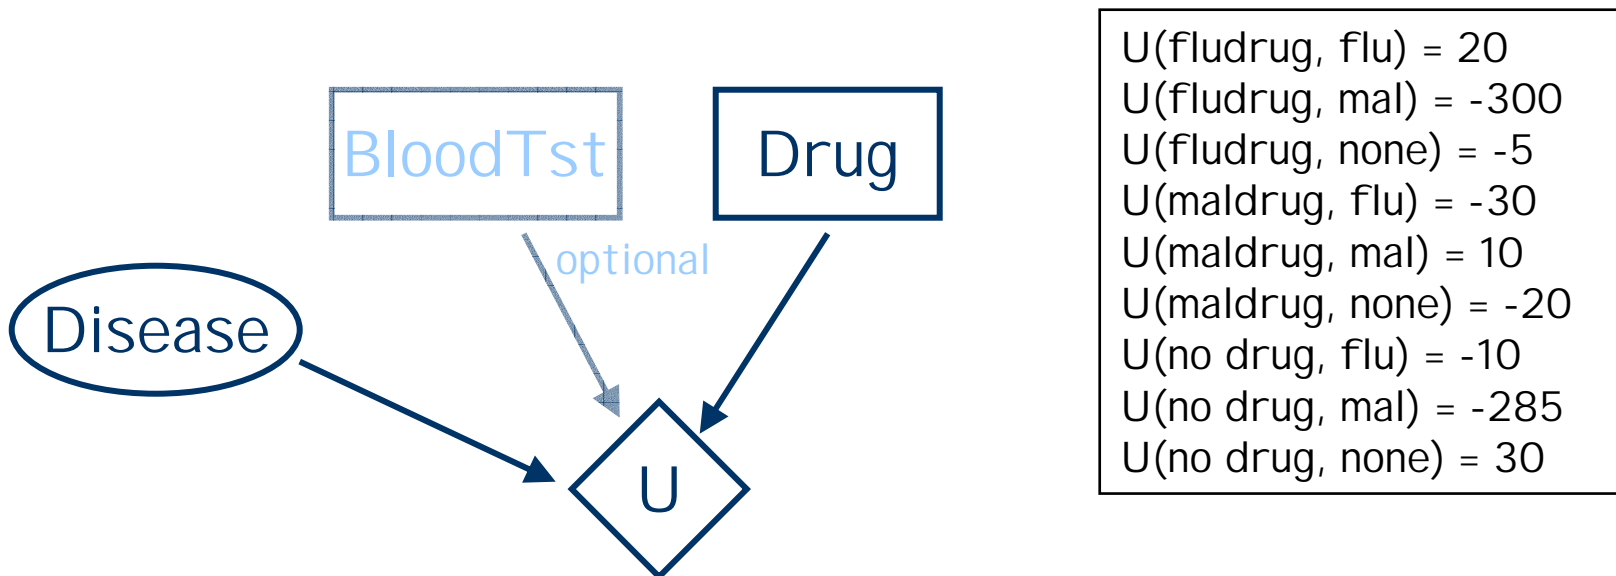 BloodTst
Drug
optional
Disease
U
U(fludrug, flu) = 20
U(fludrug, mal) = -300
U(fludrug, none) = -5
U(maldrug, flu) = -30
U(maldrug, mal) = 10
U(maldrug, none) = -20
U(no drug, flu) = -10
U(no drug, mal) = -285
U(no drug, none) = 30